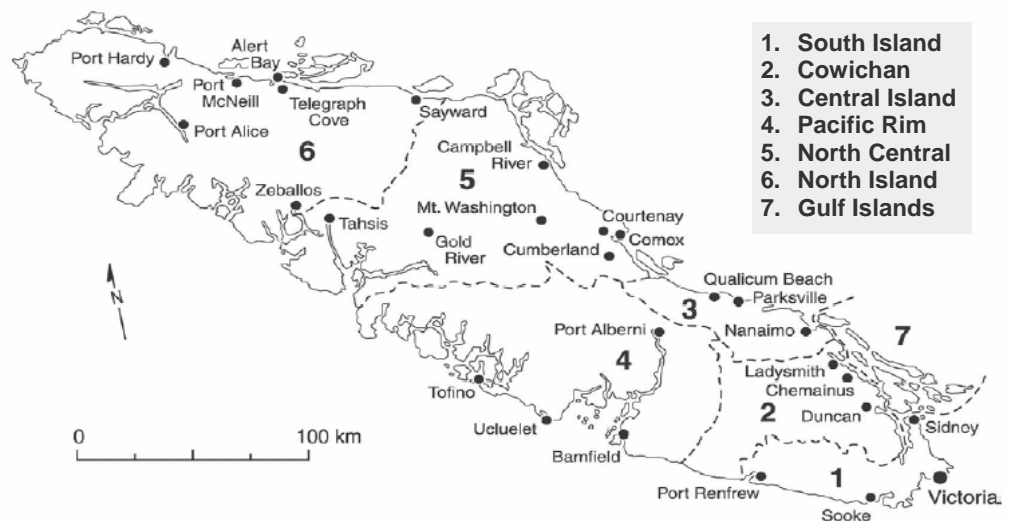 1. South Island
2. Cowichan
3. Central Island
4. Pacific Rim
5. North Central
6. North Island
7. Gulf Islands
Port Hardy
Alert
Bay
Port
McNeill
Telegraph
Cove
Sayward
Port Alice
6
Campbell
River
5
Zeballos
Mt. Washington
Courtenay
Tahsis
Comox
Gold
River
Cumberland
N
Qualicum Beach
Parksville
3
Port Alberni
Nanaimo
7
4
Ladysmith
Tofino
Chemainus
2
Duncan
0
100 km
Ucluelet
Sidnoy
Bamfield
1
Port Renfrew
Victoria
Sooke